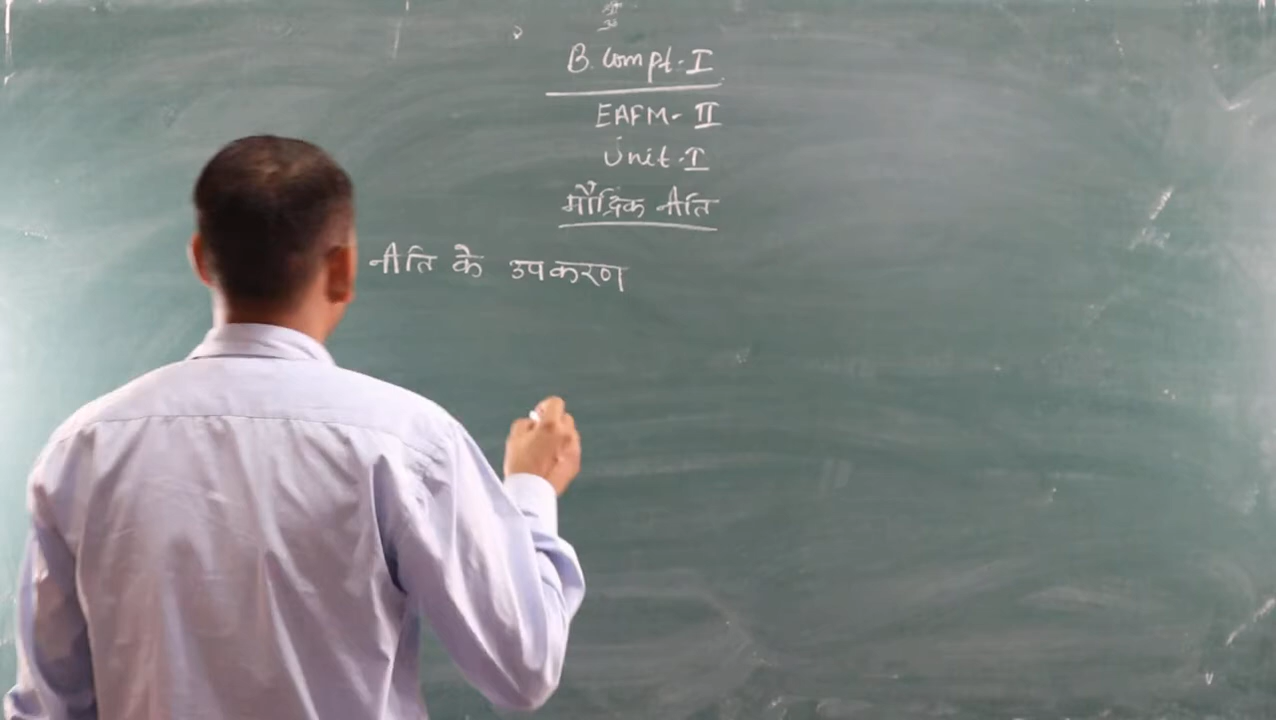 B. Compt. I
EAFM- II
Unit-I
मौद्रिक नीति
नीति के उपकरण